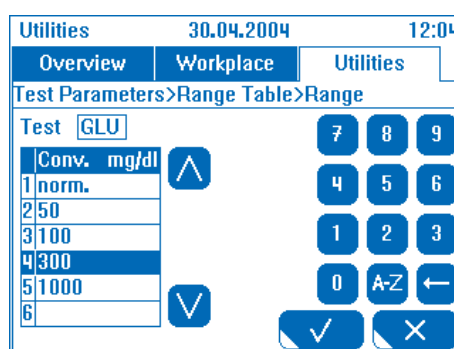 Utilities 30.04.2004 12:04
Overview Workplace Utilities
Test Parameters>Range Table>Range
Test GLU
7 8 9
Conv. mg/dl
1 norm.
4 5 6
2 50
3 100
1 2 3
4 300
5 1000
0 A-Z
6